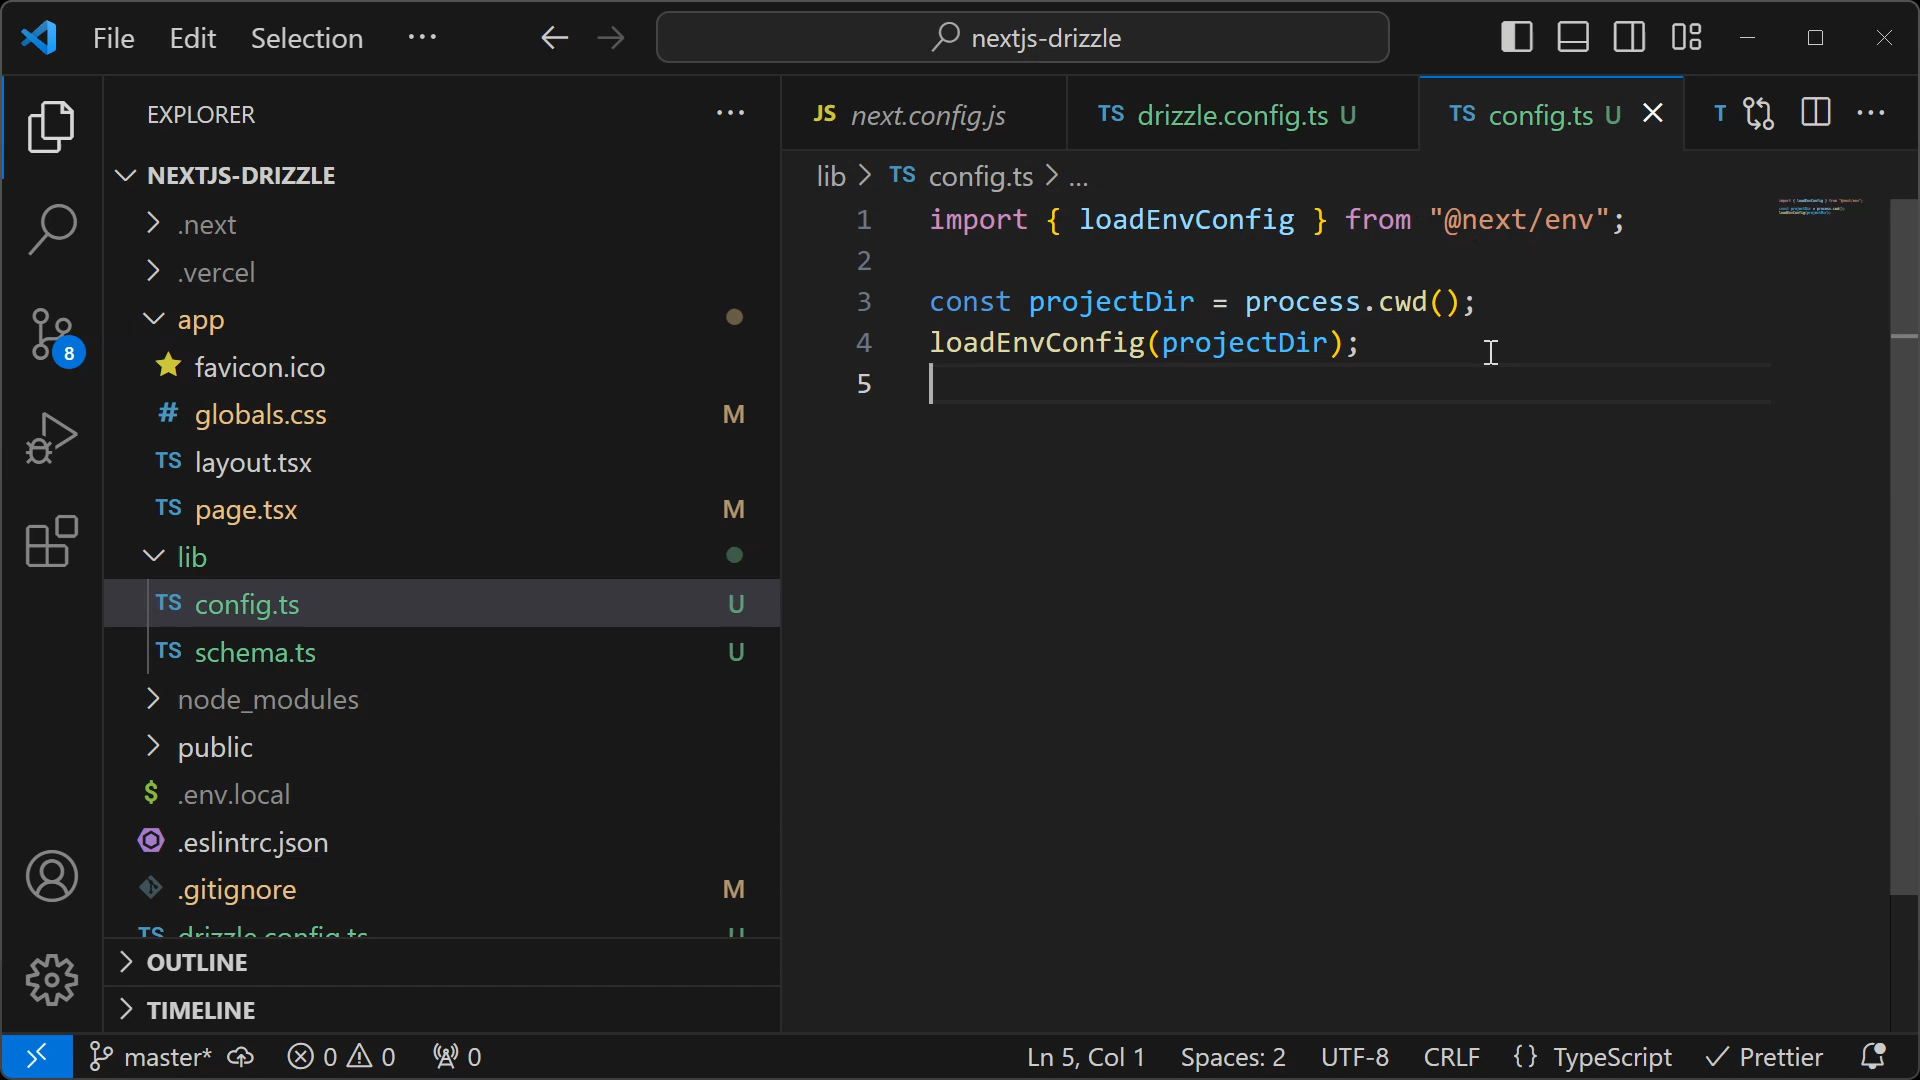 File Edit Selection ··· nextjs-drizzle
EXPLORER ···
NEXTJS-DRIZZLE
.next
.vercel
app
favicon.ico
# globals.css M
TS layout.tsx
TS page.tsx M
lib
TS config.ts U
TS schema.ts U
node_modules
public
$ .env.local
.eslintrc.json
.gitignore M
TS drizzle.config.ts U
OUTLINE
TIMELINE
JS next.config.js TS drizzle.config.ts U TS config.ts U T ···
lib > TS config.ts > ...
1 import { loadEnvConfig } from "@next/env";
2
3 const projectDir = process.cwd();
4 loadEnvConfig(projectDir);
5
8
master* 0 0 0 Ln 5, Col 1 Spaces: 2 UTF-8 CRLF {} TypeScript Prettier